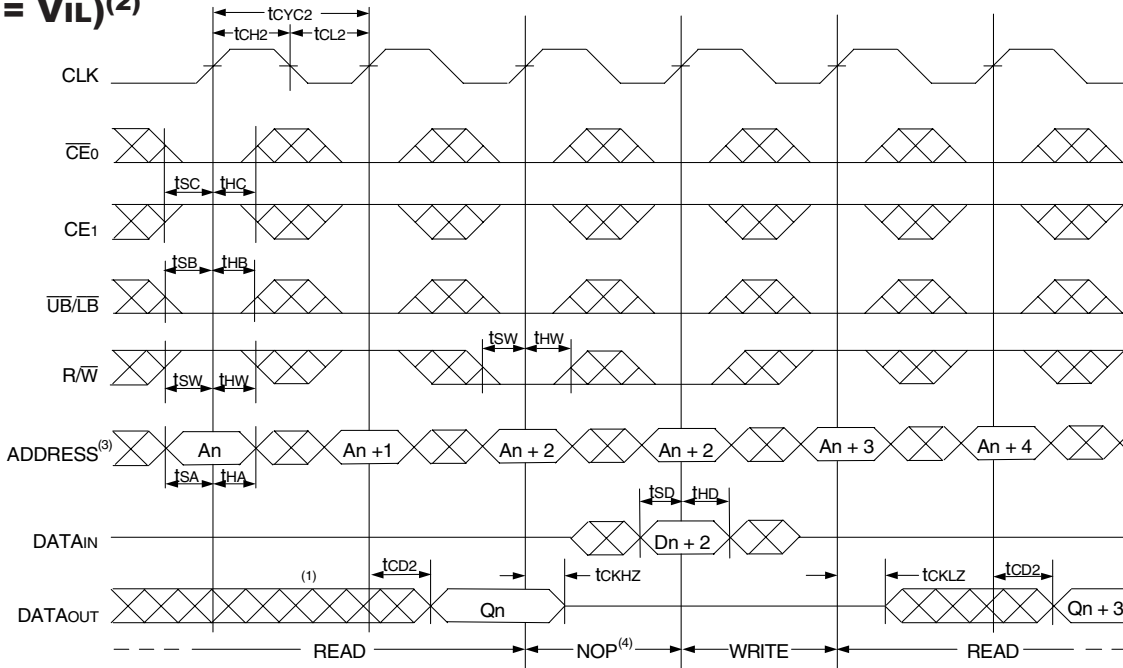 = VIL)(2)
tCYC2
tCH2 tCL2
CLK
CE0
tSC tHC
CE1
tSB tHB
UB/LB
tSW tHW
R/W
tSW tHW
ADDRESS(3) An An +1 An + 2 An + 2 An + 3 An + 4
tSA tHA
tSD tHD
DATAIN Dn + 2
tCD2 tCKHZ tCKLZ tCD2
(1)
DATAOUT Qn Qn + 3
READ NOP(4) WRITE READ